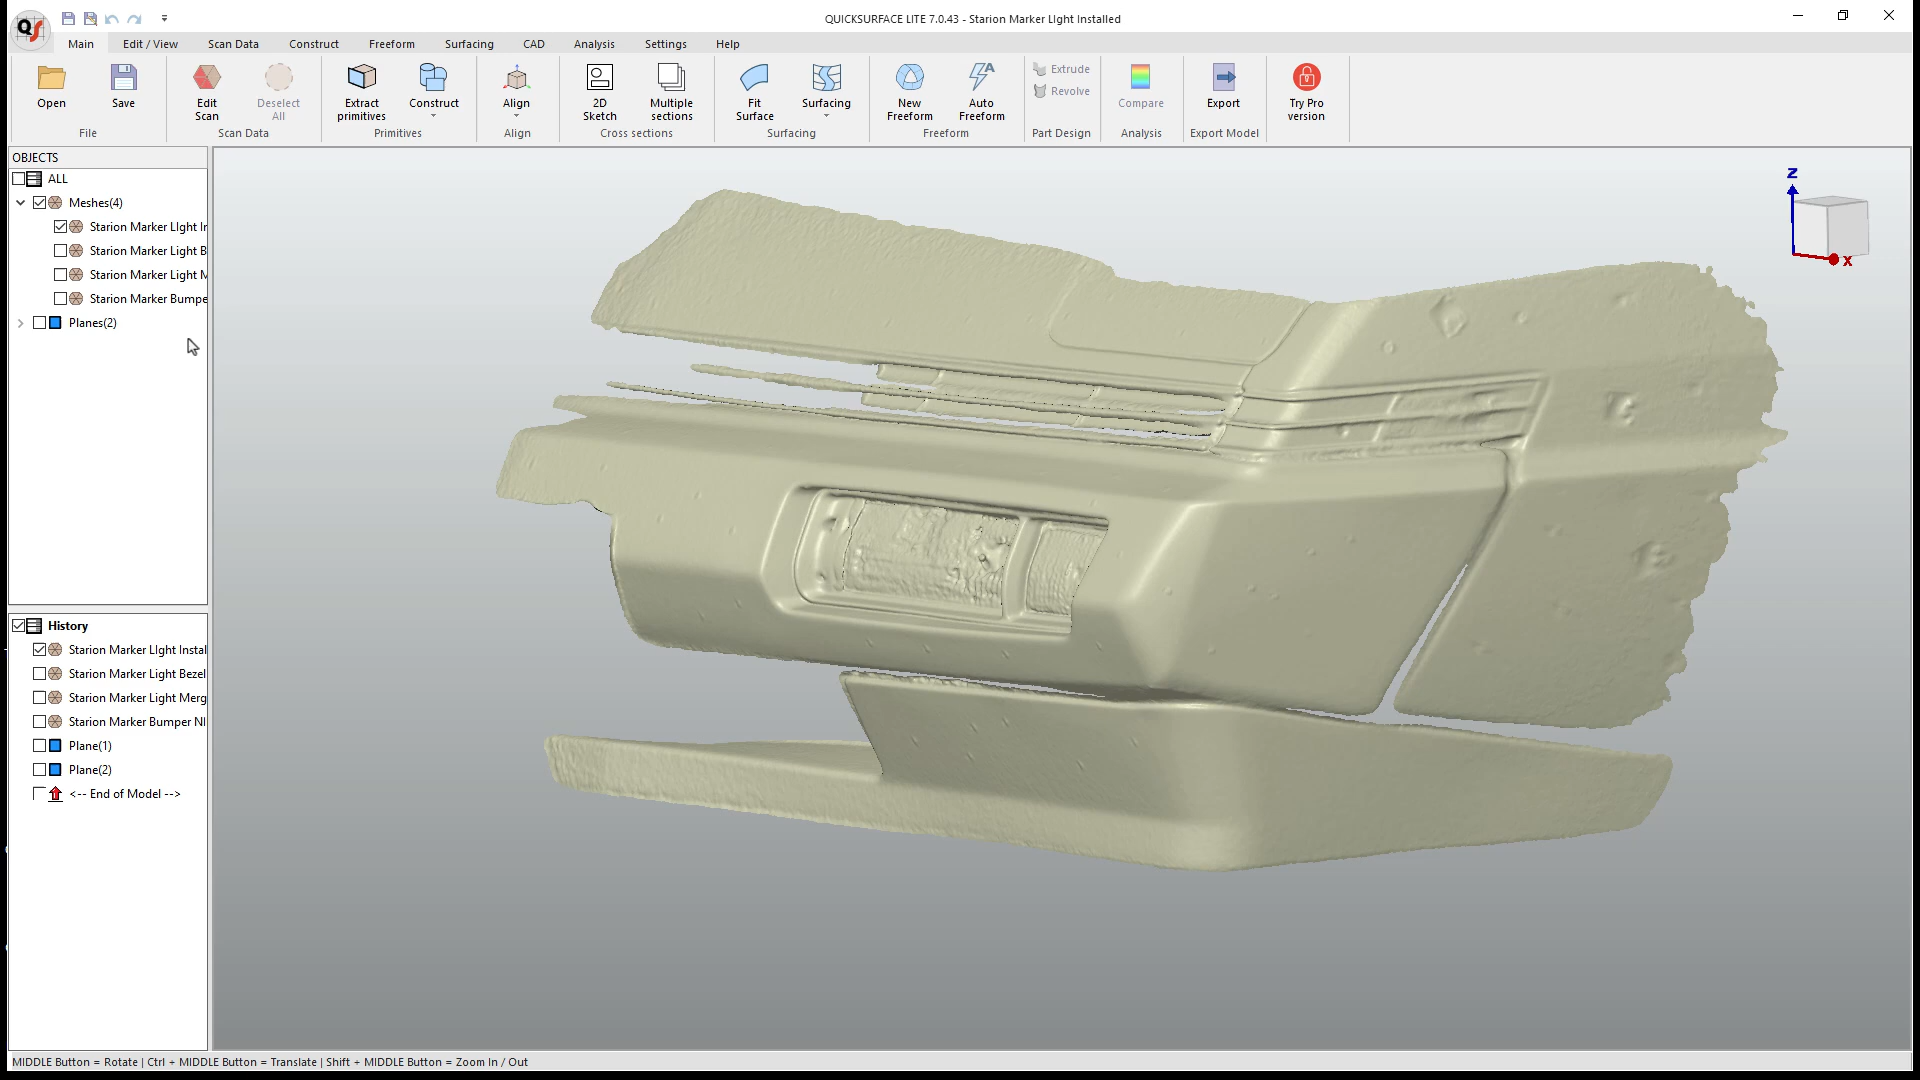 QS
QUICKSURFACE LITE 7.0.43 - Starion Marker LIght Installed
Main Edit / View Scan Data Construct Freeform Surfacing CAD Analysis Settings Help
Open Save Edit Scan Deselect All Extract primitives Construct Align 2D Sketch Multiple sections Fit Surface Surfacing New Freeform Auto Freeform Extrude Revolve Compare Export Try Pro version
File Scan Data Primitives Align Cross sections Surfacing Freeform Part Design Analysis Export Model
OBJECTS
ALL
Meshes(4)
Starion Marker LIght In
Starion Marker Light B
Starion Marker Light M
Starion Marker Bumpe
Planes(2)
History
Starion Marker LIght Instal
Starion Marker Light Bezel
Starion Marker Light Merg
Starion Marker Bumper NI
Plane(1)
Plane(2)
<-- End of Model -->
Z
X
MIDDLE Button = Rotate | Ctrl + MIDDLE Button = Translate | Shift + MIDDLE Button = Zoom In / Out